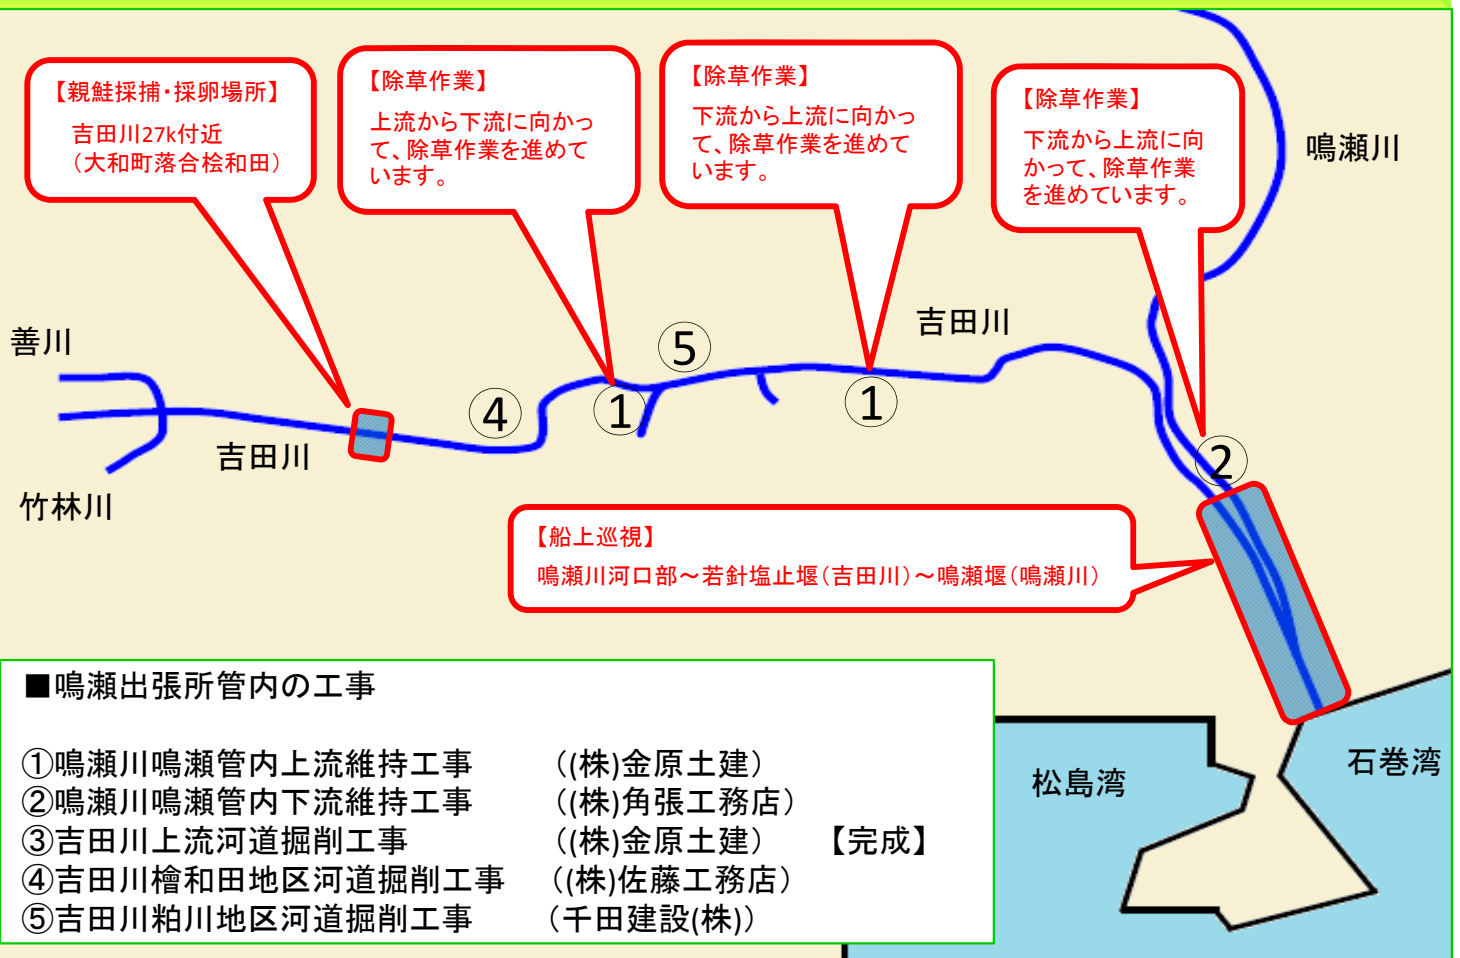 【親鮭採捕・採卵場所】
吉田川27k付近
（大和町落合桧和田）
【除草作業】
上流から下流に向かっ
て、除草作業を進めて
います。
【除草作業】
下流から上流に向かっ
て、除草作業を進めて
います。
【除草作業】
下流から上流に向
かって、除草作業
を進めています。
鳴瀬川
善川
吉田川
⑤
④
①
①
吉田川
②
竹林川
【船上巡視】
鳴瀬川河口部～若針塩止堰（吉田川）～鳴瀬堰（鳴瀬川）
■鳴瀬出張所管内の工事
①鳴瀬川鳴瀬管内上流維持工事　（(株)金原土建）
②鳴瀬川鳴瀬管内下流維持工事　（(株)角張工務店）
③吉田川上流河道掘削工事　（(株)金原土建）　【完成】
④吉田川檜和田地区河道掘削工事　（(株)佐藤工務店）
⑤吉田川粕川地区河道掘削工事　（千田建設(株)）
松島湾
石巻湾